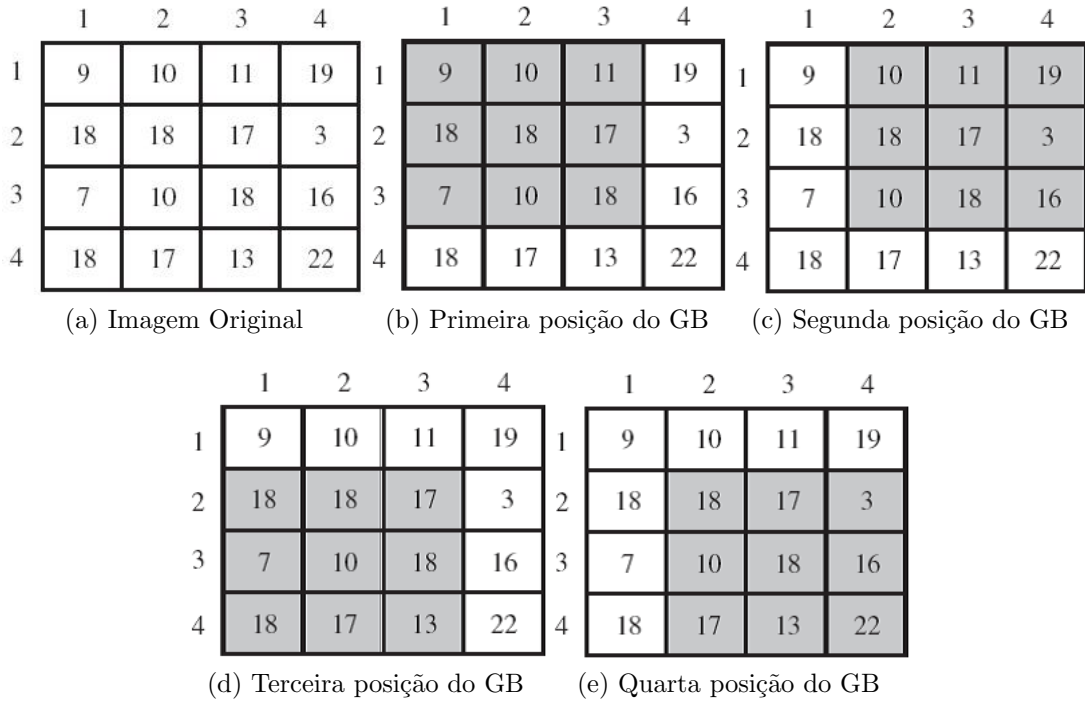 1 2 3 4 1 2 3 4 1 2 3 4
1 9 10 11 19 1 9 10 11 19 1 9 10 11 19
2 18 18 17 3 2 18 18 17 3 2 18 18 17 3
3 7 10 18 16 3 7 10 18 16 3 7 10 18 16
4 18 17 13 22 4 18 17 13 22 4 18 17 13 22
(a) Imagem Original (b) Primeira posição do GB (c) Segunda posição do GB
1 2 3 4 1 2 3 4
1 9 10 11 19 1 9 10 11 19
2 18 18 17 3 2 18 18 17 3
3 7 10 18 16 3 7 10 18 16
4 18 17 13 22 4 18 17 13 22
(d) Terceira posição do GB (e) Quarta posição do GB